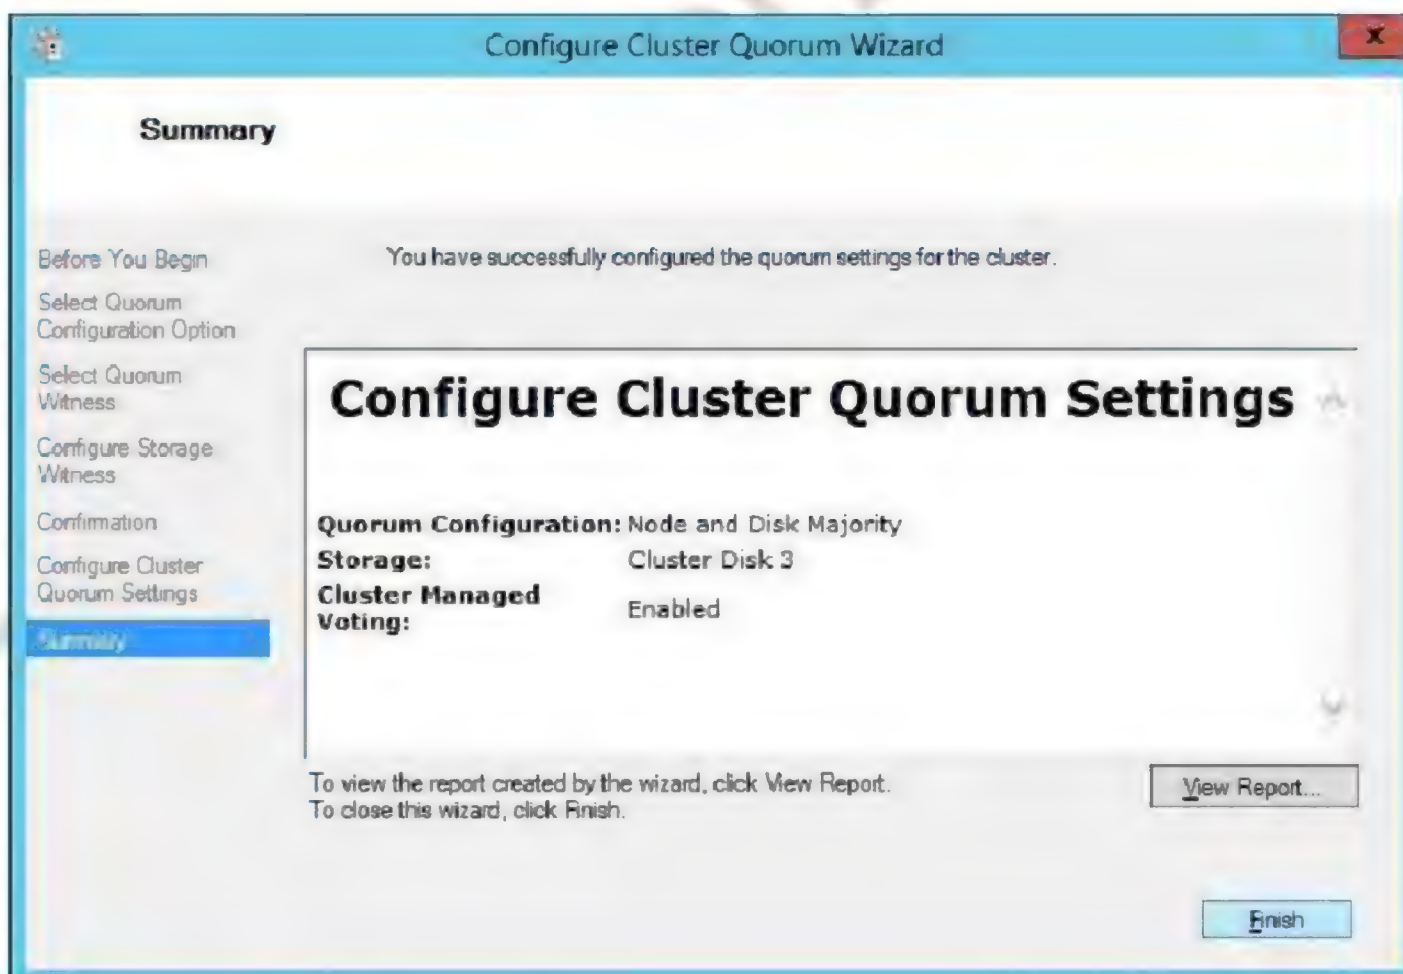 Configure Cluster Quorum Wizard
Summary
Before You Begin
Select Quorum
Configuration Option
Select Quorum
Witness
Configure Storage
Witness
Confirmation
Configure Cluster
Quorum Settings
Summary
You have successfully configured the quorum settings for the cluster.
Configure Cluster Quorum Settings
Quorum Configuration: Node and Disk Majority
Storage: Cluster Disk 3
Cluster Managed
Voting: Enabled
To view the report created by the wizard, click View Report.
To close this wizard, click Finish.
View Report...
Finish